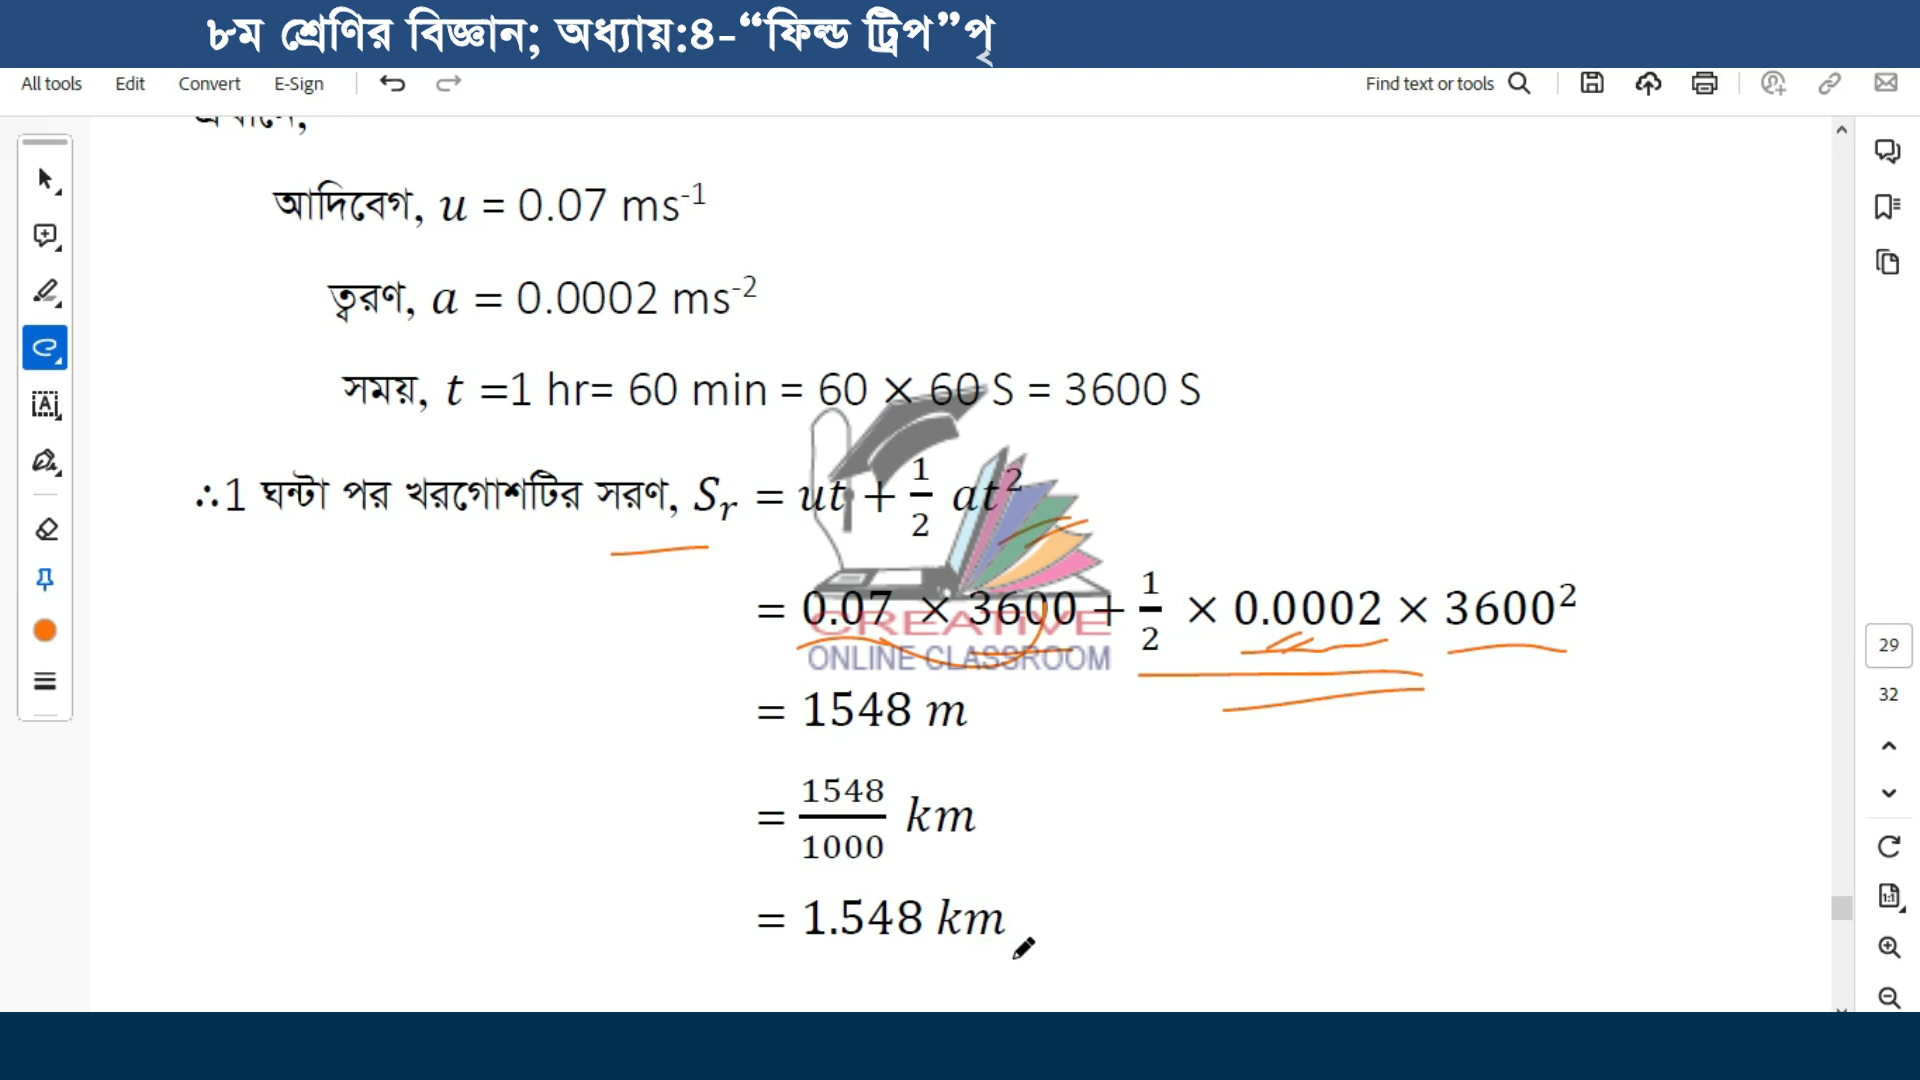 ৮ম শ্রেণির বিজ্ঞান; অধ্যায়:৪-“ফিল্ড ট্রিপ”পৃ
All tools Edit Convert E-Sign Find text or tools
আদিবেগ, u = 0.07 ms⁻¹
ত্বরণ, a = 0.0002 ms⁻²
সময়, t =1 hr= 60 min = 60 × 60 S = 3600 S
∴1 ঘন্টা পর খরগোশটির সরণ, Sᵣ = ut + 1/2 at²
= 0.07 × 3600 + 1/2 × 0.0002 × 3600²
CREATIVE
ONLINE CLASSROOM
= 1548 m
= 1548/1000 km
= 1.548 km
29
32